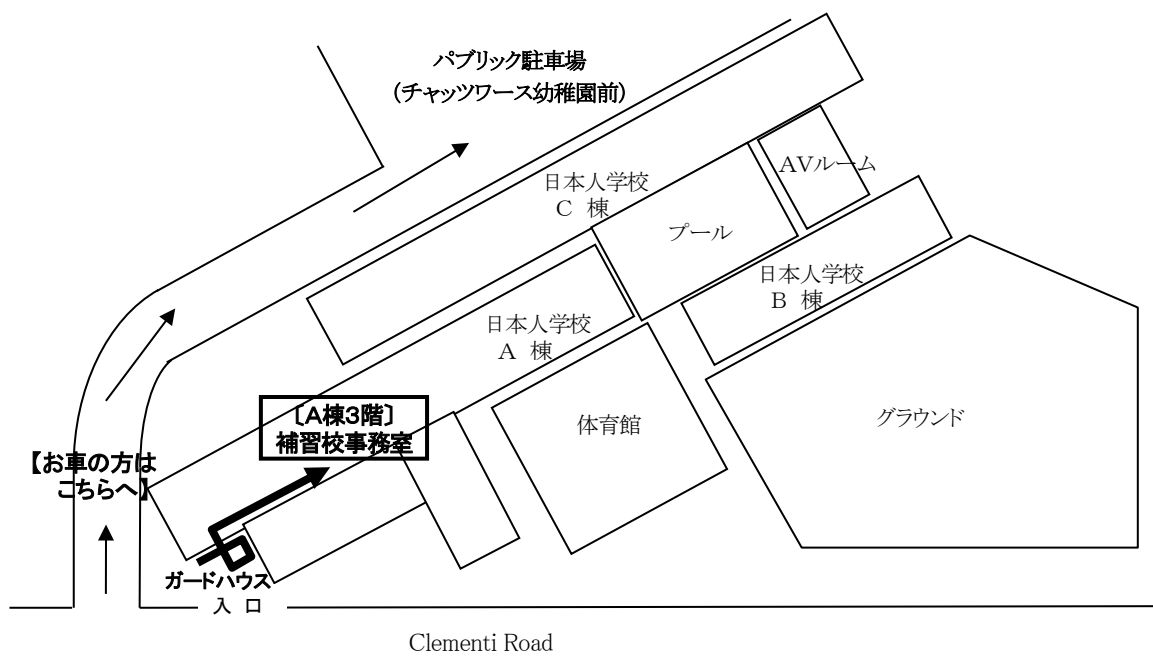 パブリック駐車場
(チャッツワース幼稚園前)
AVルーム
日本人学校
C 棟
プール
日本人学校
B 棟
日本人学校
A 棟
〔A棟3階〕
補習校事務室
体育館
グラウンド
【お車の方は
こちらへ】
ガードハウス
入 口
Clementi Road